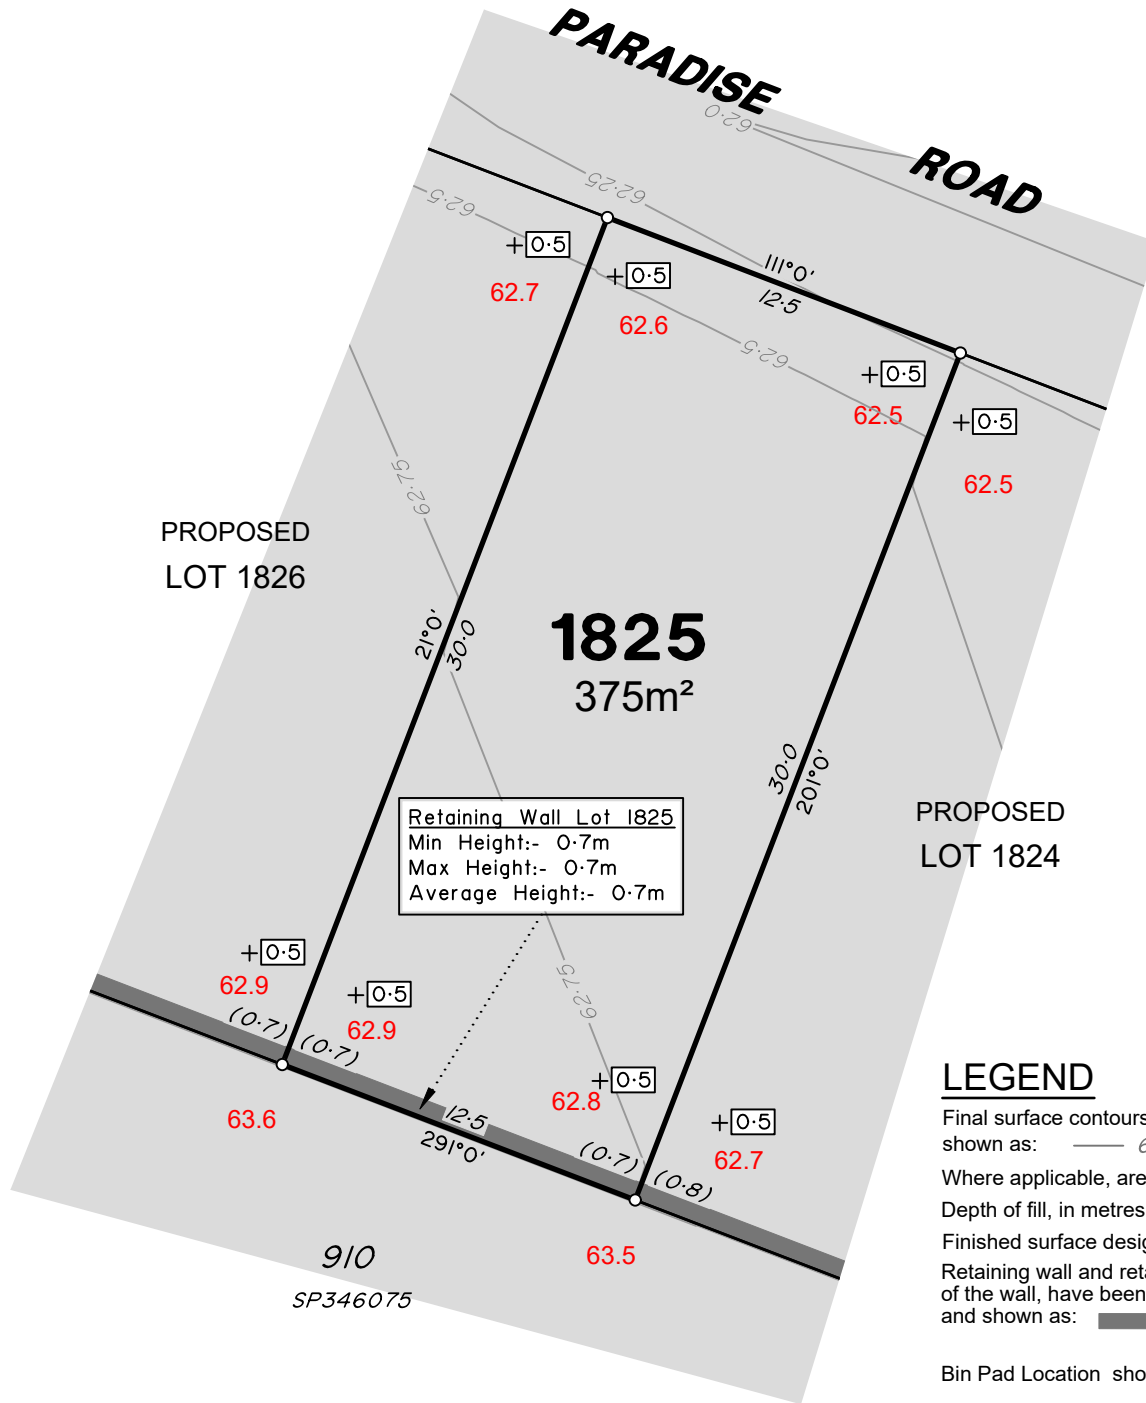 PARADISE ROAD
62·0
62·25
62·5
111°0'
12·5
+ 0·5
62.7
+ 0·5
62.6
62·5
+ 0·5
62.5
+ 0·5
62.5
62·75
PROPOSED
LOT 1826
21°0'
30·0
1825
375m²
30·0
201°0'
PROPOSED
LOT 1824
Retaining Wall Lot 1825
Min Height:- 0·7m
Max Height:- 0·7m
Average Height:- 0·7m
+ 0·5
62.9
+ 0·5
62.9
62·75
(0·7)
(0·7)
+ 0·5
62.8
+ 0·5
62.7
63.6
12·5
291°0'
(0·7)
(0·8)
63.5
910
SP346075
LEGEND
Final surface contours
shown as:
Where applicable, are
Depth of fill, in metres
Finished surface desig
Retaining wall and reta
of the wall, have been
and shown as:
Bin Pad Location sho